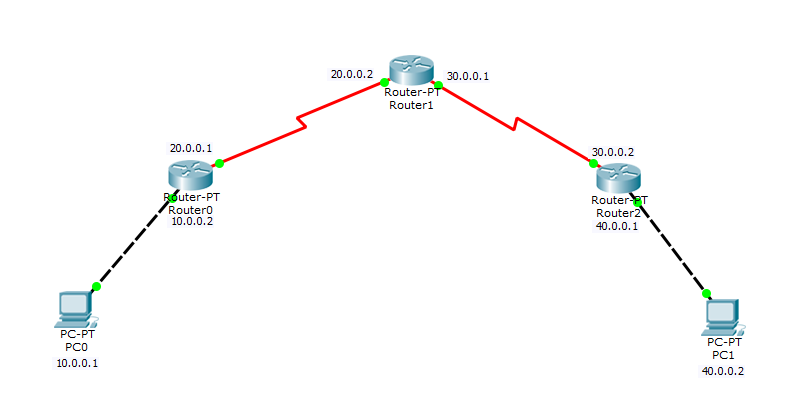 20.0.0.2
30.0.0.1
Router-PT
Router1
20.0.0.1
30.0.0.2
Router-PT
Router0
10.0.0.2
Router-PT
Router2
40.0.0.1
PC-PT
PC0
10.0.0.1
PC-PT
PC1
40.0.0.2